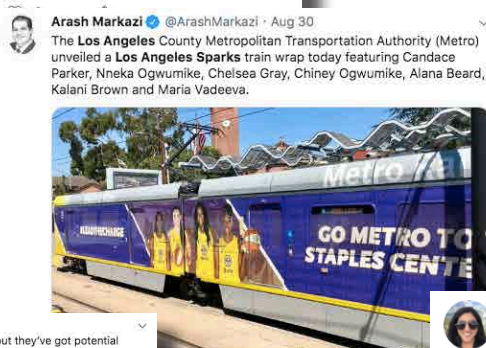 Arash Markazi @ArashMarkazi · Aug 30
The Los Angeles County Metropolitan Transportation Authority (Metro)
unveiled a Los Angeles Sparks train wrap today featuring Candace
Parker, Nneka Ogwumike, Chelsea Gray, Chiney Ogwumike, Alana Beard,
Kalani Brown and Maria Vadeeva.
Metro
#LEADTHECHARGE
GO METRO TO
STAPLES CENTE
out they've got potential